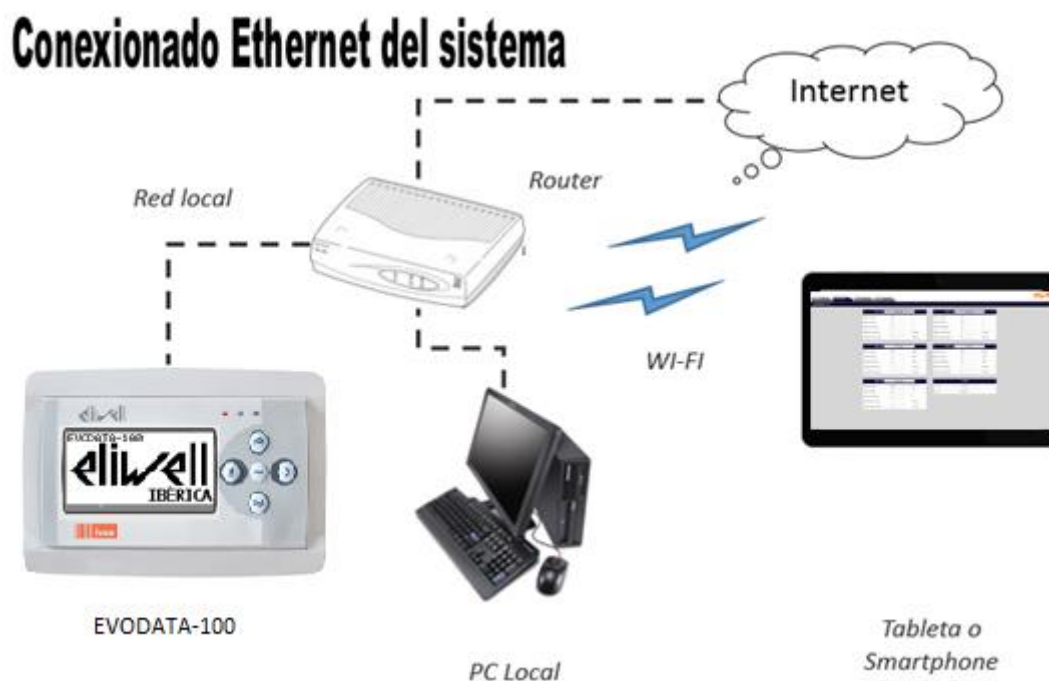 Conexionado Ethernet del sistema
Internet
Router
Red local
WI-FI
eliwell
EVODATA-100
eliwell
IBÉRICA
EVODATA-100
PC Local
Tableta o
Smartphone